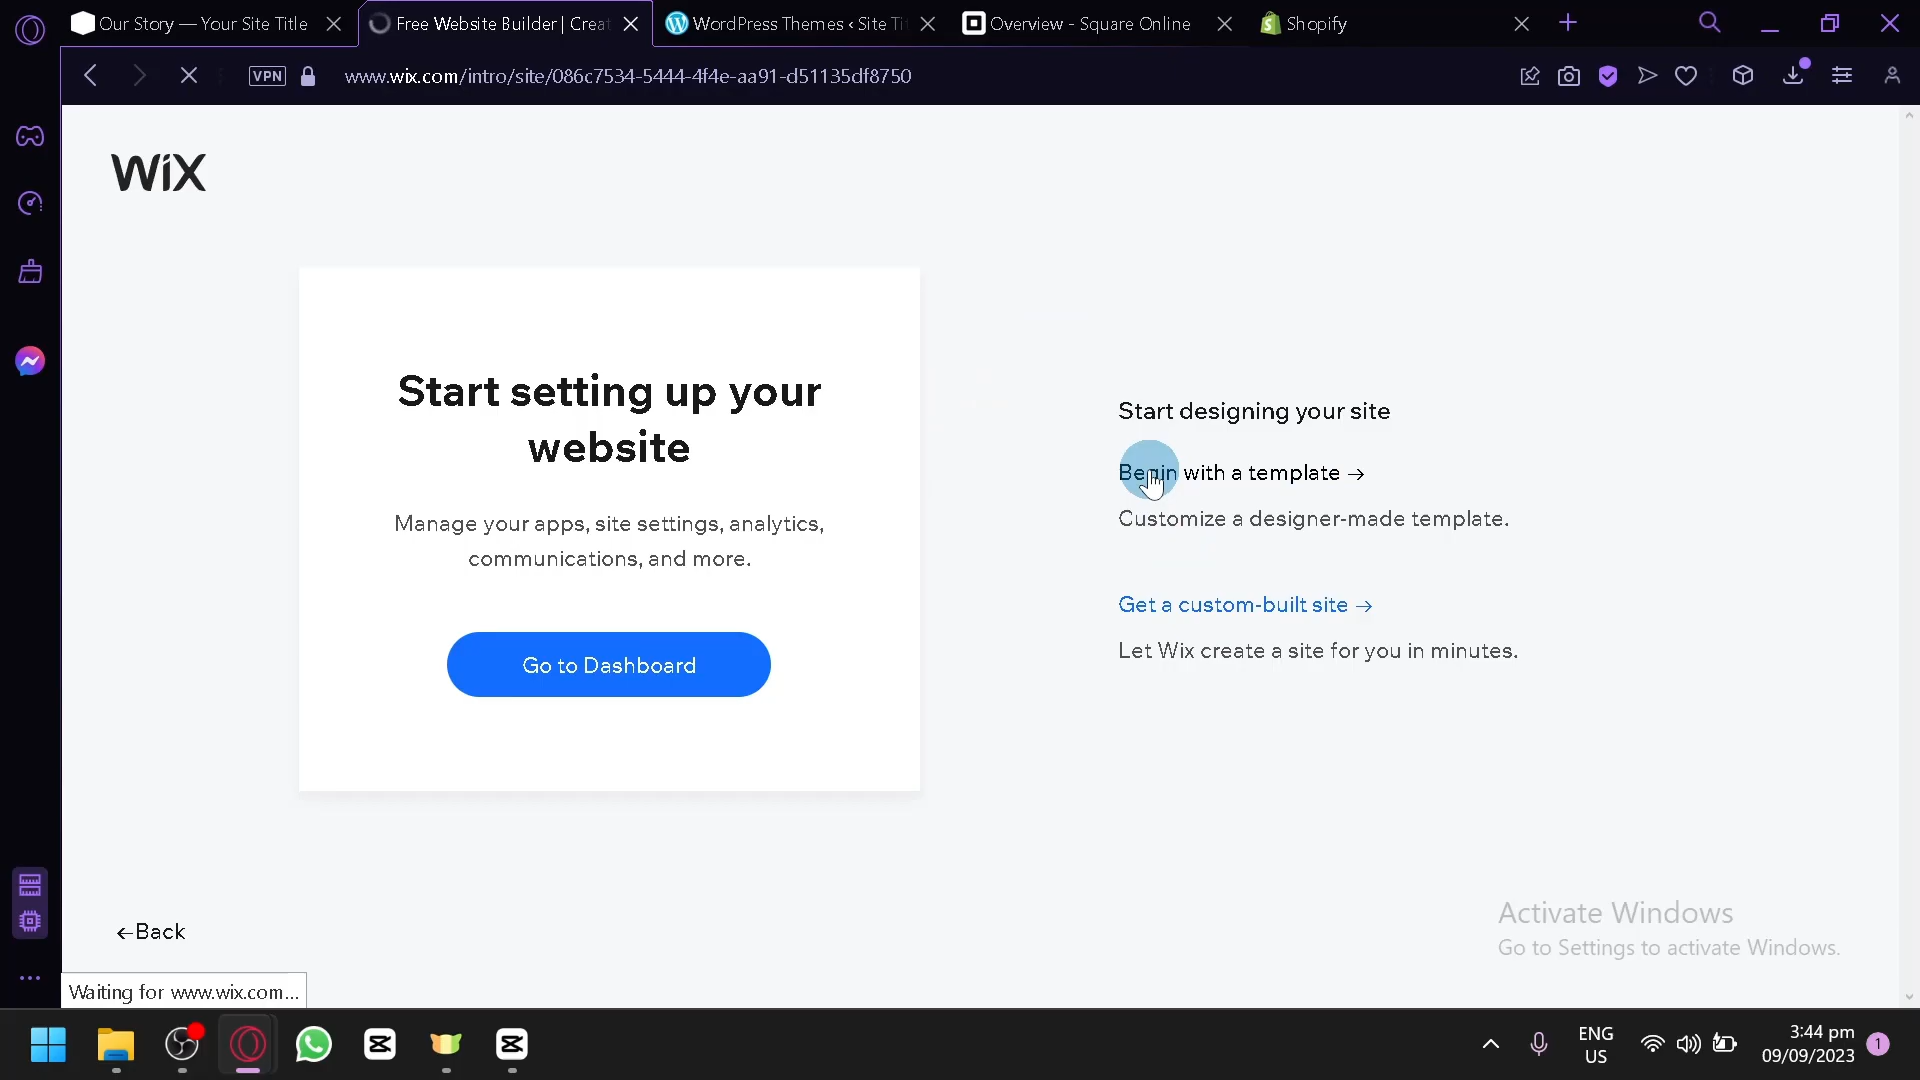 Our Story — Your Site Title
Free Website Builder | Creat
WordPress Themes ‹ Site Tit
Overview - Square Online
Shopify
VPN
www.wix.com/intro/site/086c7534-5444-4f4e-aa91-d51135df8750
WiX
Start setting up your
website
Manage your apps, site settings, analytics,
communications, and more.
Go to Dashboard
Start designing your site
Begin with a template →
Customize a designer-made template.
Get a custom-built site →
Let Wix create a site for you in minutes.
←Back
Activate Windows
Go to Settings to activate Windows.
Waiting for www.wix.com...
ENG
US
3:44 pm
09/09/2023
1